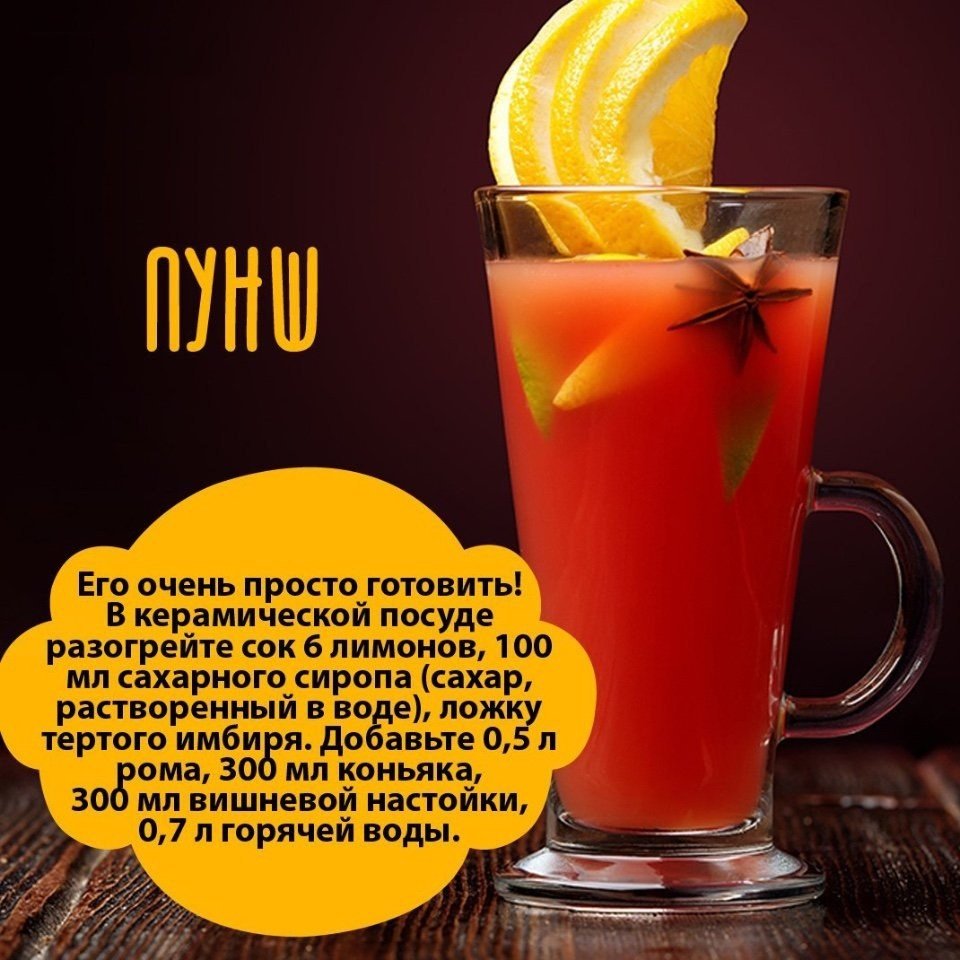 ПУНШ
Его очень просто готовить!
В керамической посуде
разогрейте сок 6 лимонов, 100
мл сахарного сиропа (сахар,
растворенный в воде), ложку
тертого имбиря. Добавьте 0,5 л
рома, 300 мл коньяка,
300 мл вишневой настойки,
0,7 л горячей воды.